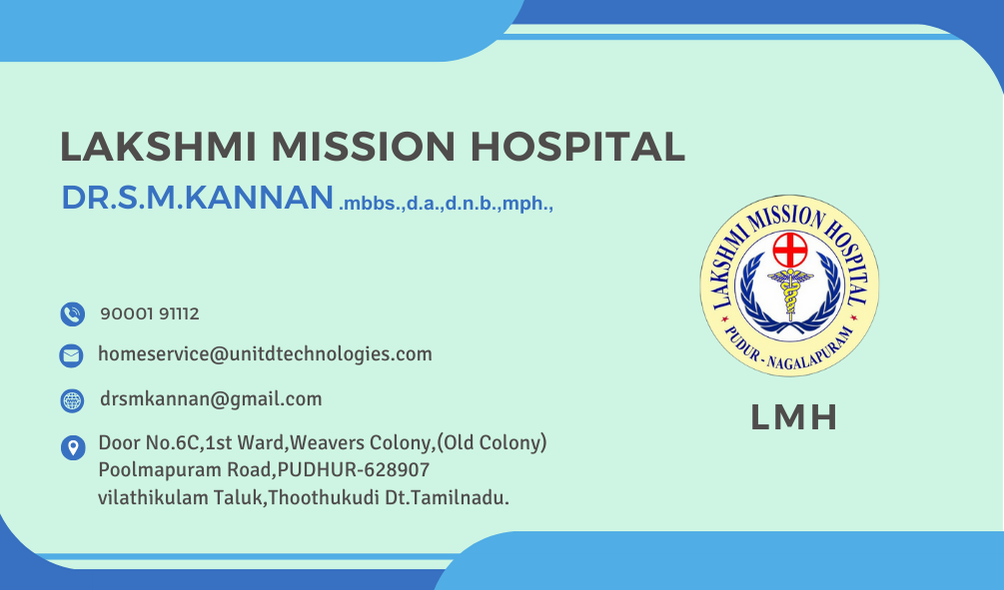 LAKSHMI MISSION HOSPITAL
DR.S.M.KANNAN .mbbs.,d.a.,d.n.b.,mph.,
90001 91112
homeservice@unitdtechnologies.com
drsmkannan@gmail.com
Door No.6C,1st Ward,Weavers Colony,(Old Colony)
Poolmapuram Road,PUDHUR-628907
vilathikulam Taluk,Thoothukudi Dt.Tamilnadu.
LAKSHMI MISSION HOSPITAL
PUDUR - NAGALAPURAM
LMH